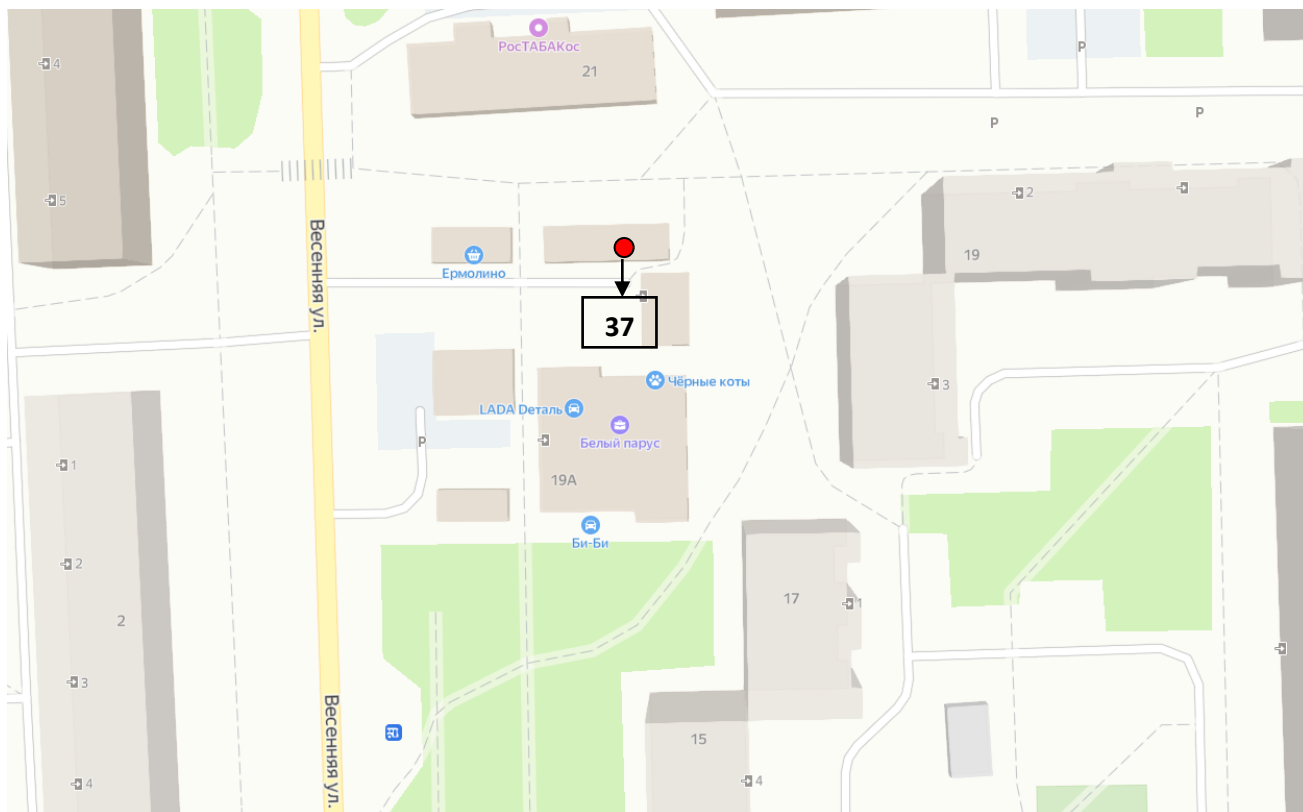 РосТАБАКос
21
4
P
P
P
5
2
19
Весенняя ул.
Ермолино
37
3
Чёрные коты
LADA Деталь
Белый парус
P
1
19А
Би-Би
2
17
1
2
3
Весенняя ул.
15
4
4